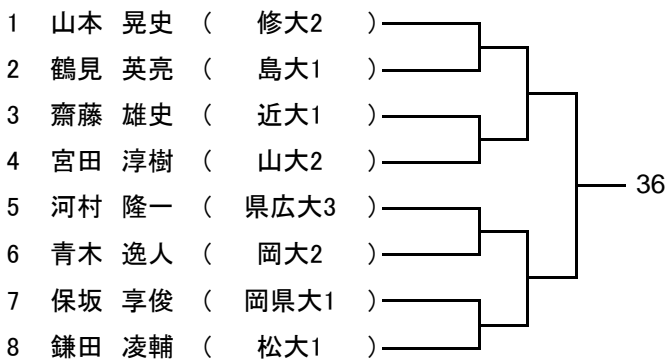 1 山本 晃史 ( 修大2 )
2 鶴見 英亮 ( 島大1 )
3 齋藤 雄史 ( 近大1 )
4 宮田 淳樹 ( 山大2 )
36
5 河村 隆一 ( 県広大3 )
6 青木 逸人 ( 岡大2 )
7 保坂 享俊 ( 岡県大1 )
8 鎌田 凌輔 ( 松大1 )